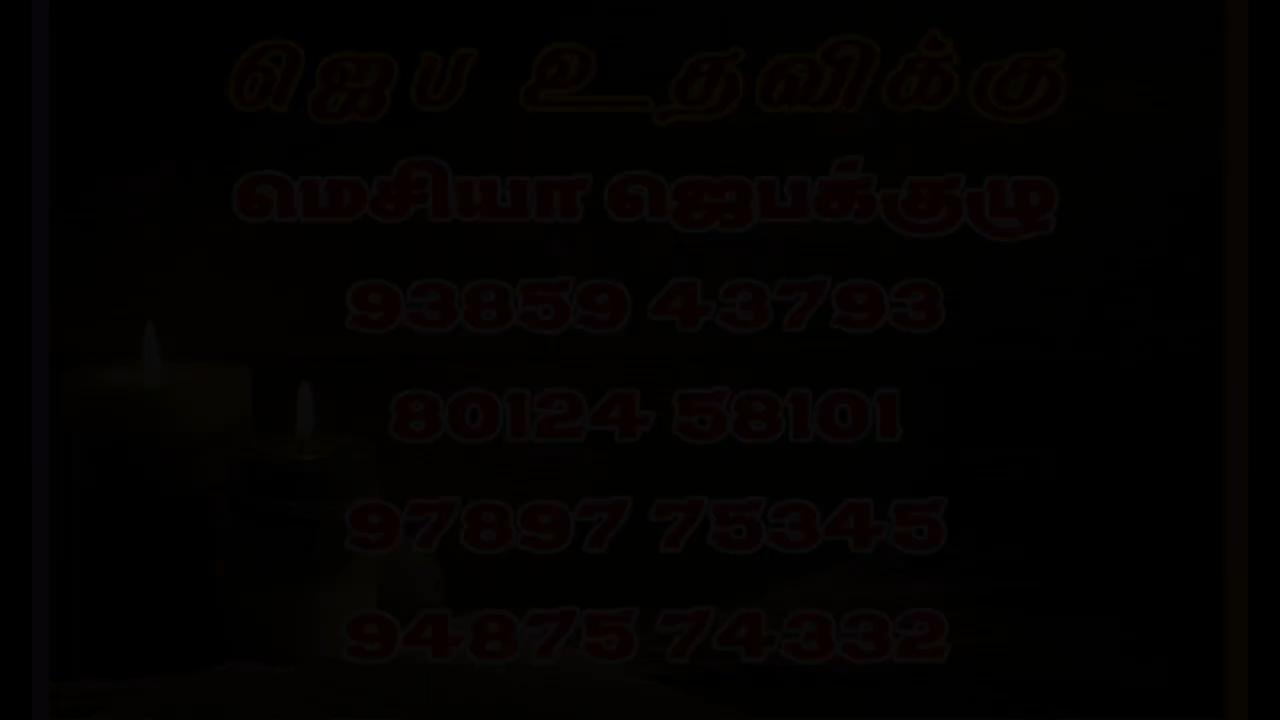 ஜெப உதவிக்கு
மெசியா ஜெபக்குழு
93859 43793
80124 58101
97897 75345
94875 74332